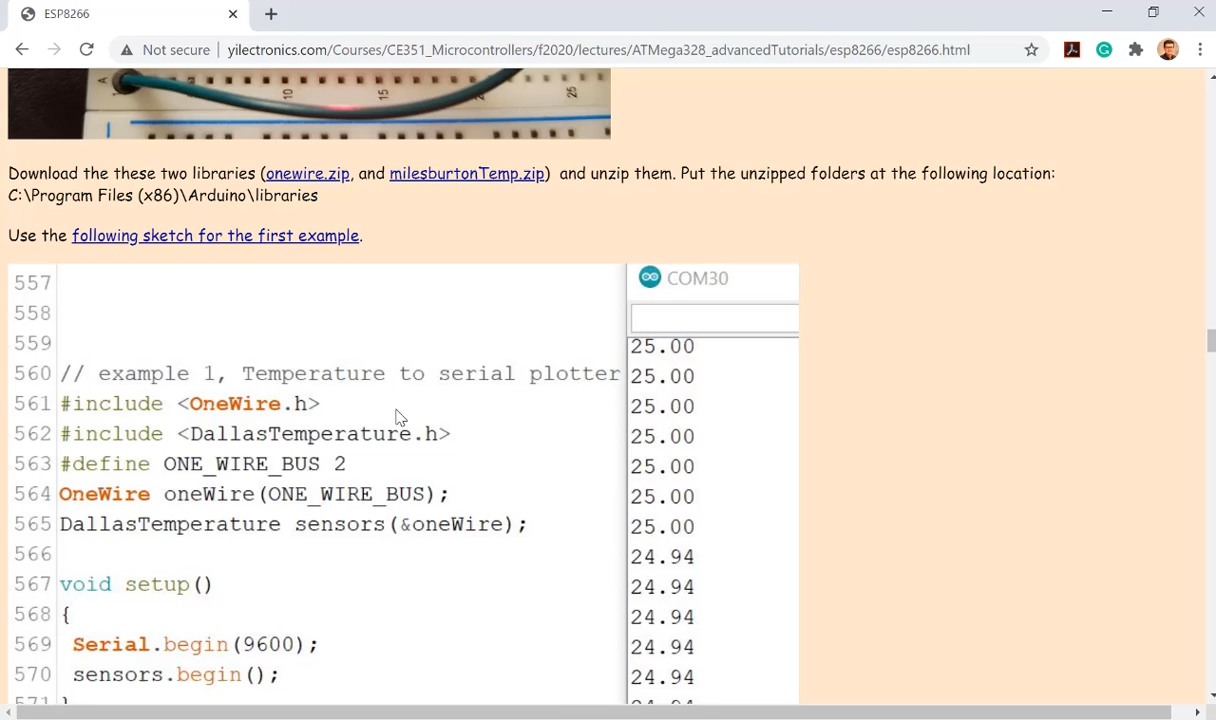 ESP8266
Not secure yilectronics.com/Courses/CE351_Microcontrollers/f2020/lectures/ATMega328_advancedTutorials/esp8266/esp8266.html
A 10 15 25
Download the these two libraries (onewire.zip, and milesburtonTemp.zip) and unzip them. Put the unzipped folders at the following location:
C:\Program Files (x86)\Arduino\libraries
Use the following sketch for the first example.
557
558
559
560 // example 1, Temperature to serial plotter
561 #include <OneWire.h>
562 #include <DallasTemperature.h>
563 #define ONE_WIRE_BUS 2
564 OneWire oneWire(ONE_WIRE_BUS);
565 DallasTemperature sensors(&oneWire);
566
567 void setup()
568 {
569 Serial.begin(9600);
570 sensors.begin();
571 }
COM30
25.00
25.00
25.00
25.00
25.00
25.00
25.00
24.94
24.94
24.94
24.94
24.94